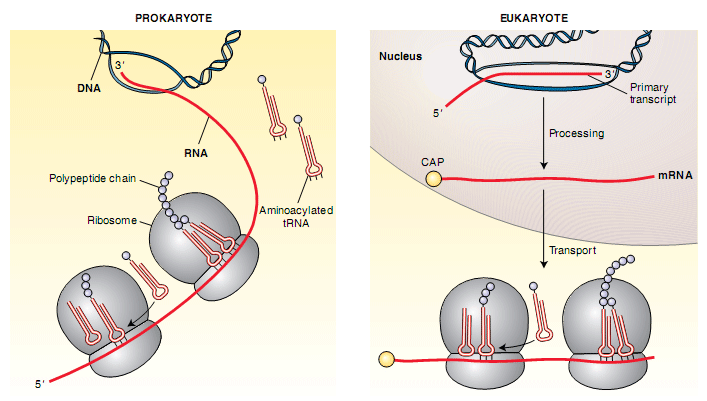 PROKARYOTE
3′
DNA
RNA
Polypeptide chain
Ribosome
Aminoacylated
tRNA
5′
EUKARYOTE
Nucleus
3′
Primary
transcript
5′
Processing
CAP
mRNA
Transport